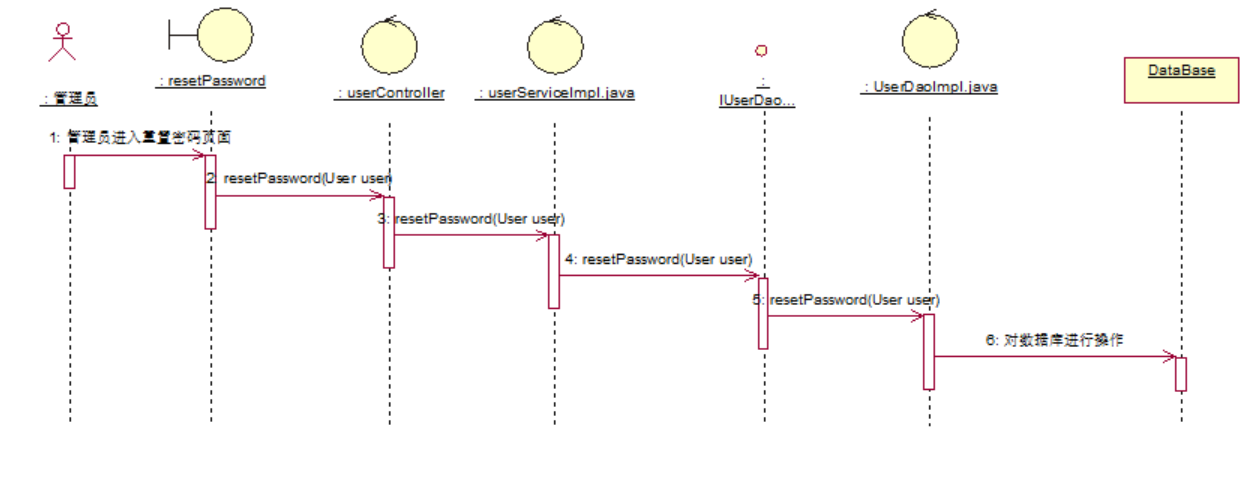 : 管理员
: resetPassword
: userController
: userServiceImpl.java
:
IUserDao...
: UserDaoImpl.java
DataBase
1: 管理员进入重置密码页面
2: resetPassword(User user)
3: resetPassword(User user)
4: resetPassword(User user)
5: resetPassword(User user)
6: 对数据库进行操作